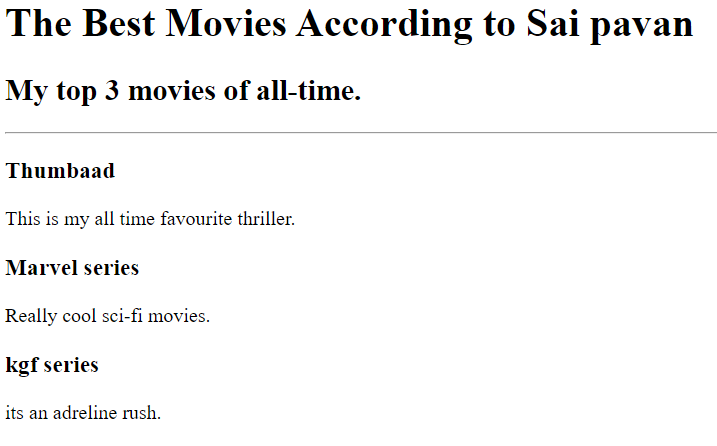 The Best Movies According to Sai pavan
My top 3 movies of all-time.
Thumbaad
This is my all time favourite thriller.
Marvel series
Really cool sci-fi movies.
kgf series
its an adreline rush.